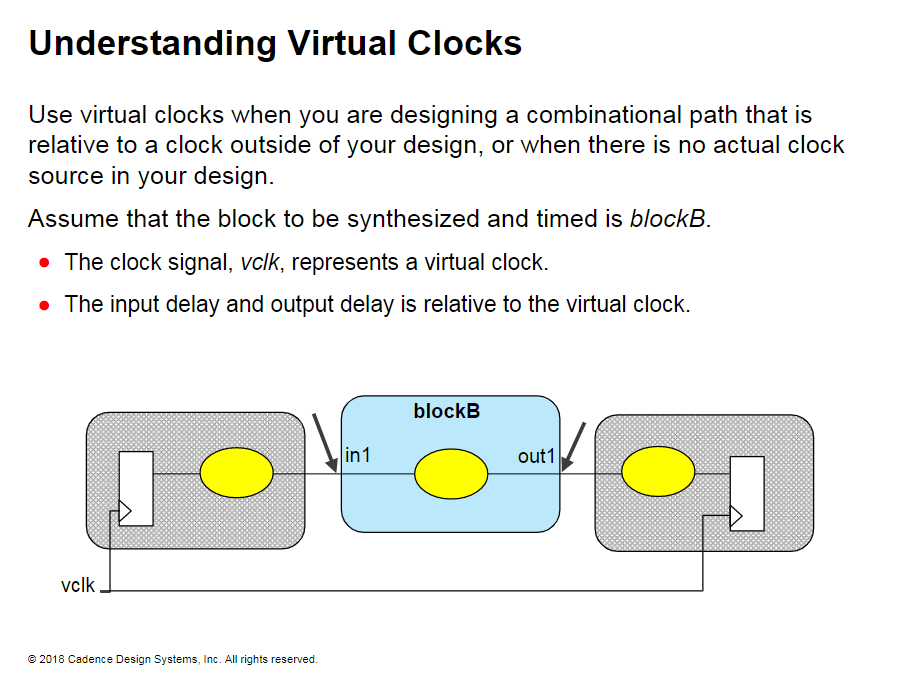 Understanding Virtual Clocks
Use virtual clocks when you are designing a combinational path that is
relative to a clock outside of your design, or when there is no actual clock
source in your design.
Assume that the block to be synthesized and timed is blockB.
● The clock signal, vclk, represents a virtual clock.
● The input delay and output delay is relative to the virtual clock.
blockB
in1
out1
vclk
© 2018 Cadence Design Systems, Inc. All rights reserved.